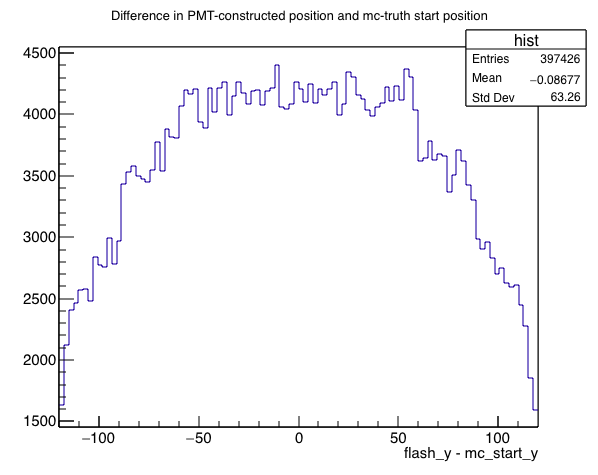 Difference in PMT-constructed position and mc-truth start position
hist
Entries 397426
Mean −0.08677
Std Dev 63.26
4500
4000
3500
3000
2500
2000
1500
−100 −50 0 50 100
flash_y - mc_start_y